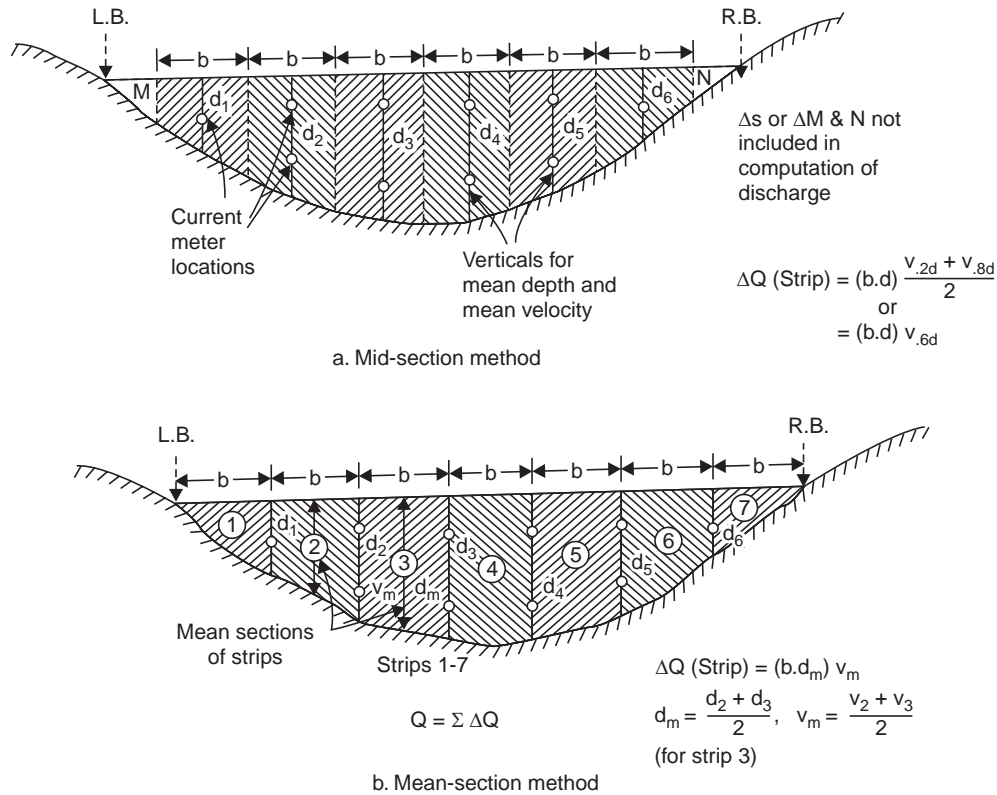 L.B.
R.B.
b b b b b b
M
N
d1
d2
d3
d4
d5
d6
Δs or ΔM & N not
included in
computation of
discharge
Current
meter
locations
Verticals for
mean depth and
mean velocity
ΔQ (Strip) = (b.d) (v.2d + v.8d)/2
or
= (b.d) v.6d
a. Mid-section method
L.B.
R.B.
b b b b b b b
1
2
3
4
5
6
7
d1
d2
d3
d4
d5
d6
vm
dm
Mean sections
of strips
Strips 1-7
ΔQ (Strip) = (b.dm) vm
Q = Σ ΔQ
dm = (d2 + d3)/2, vm = (v2 + v3)/2
(for strip 3)
b. Mean-section method